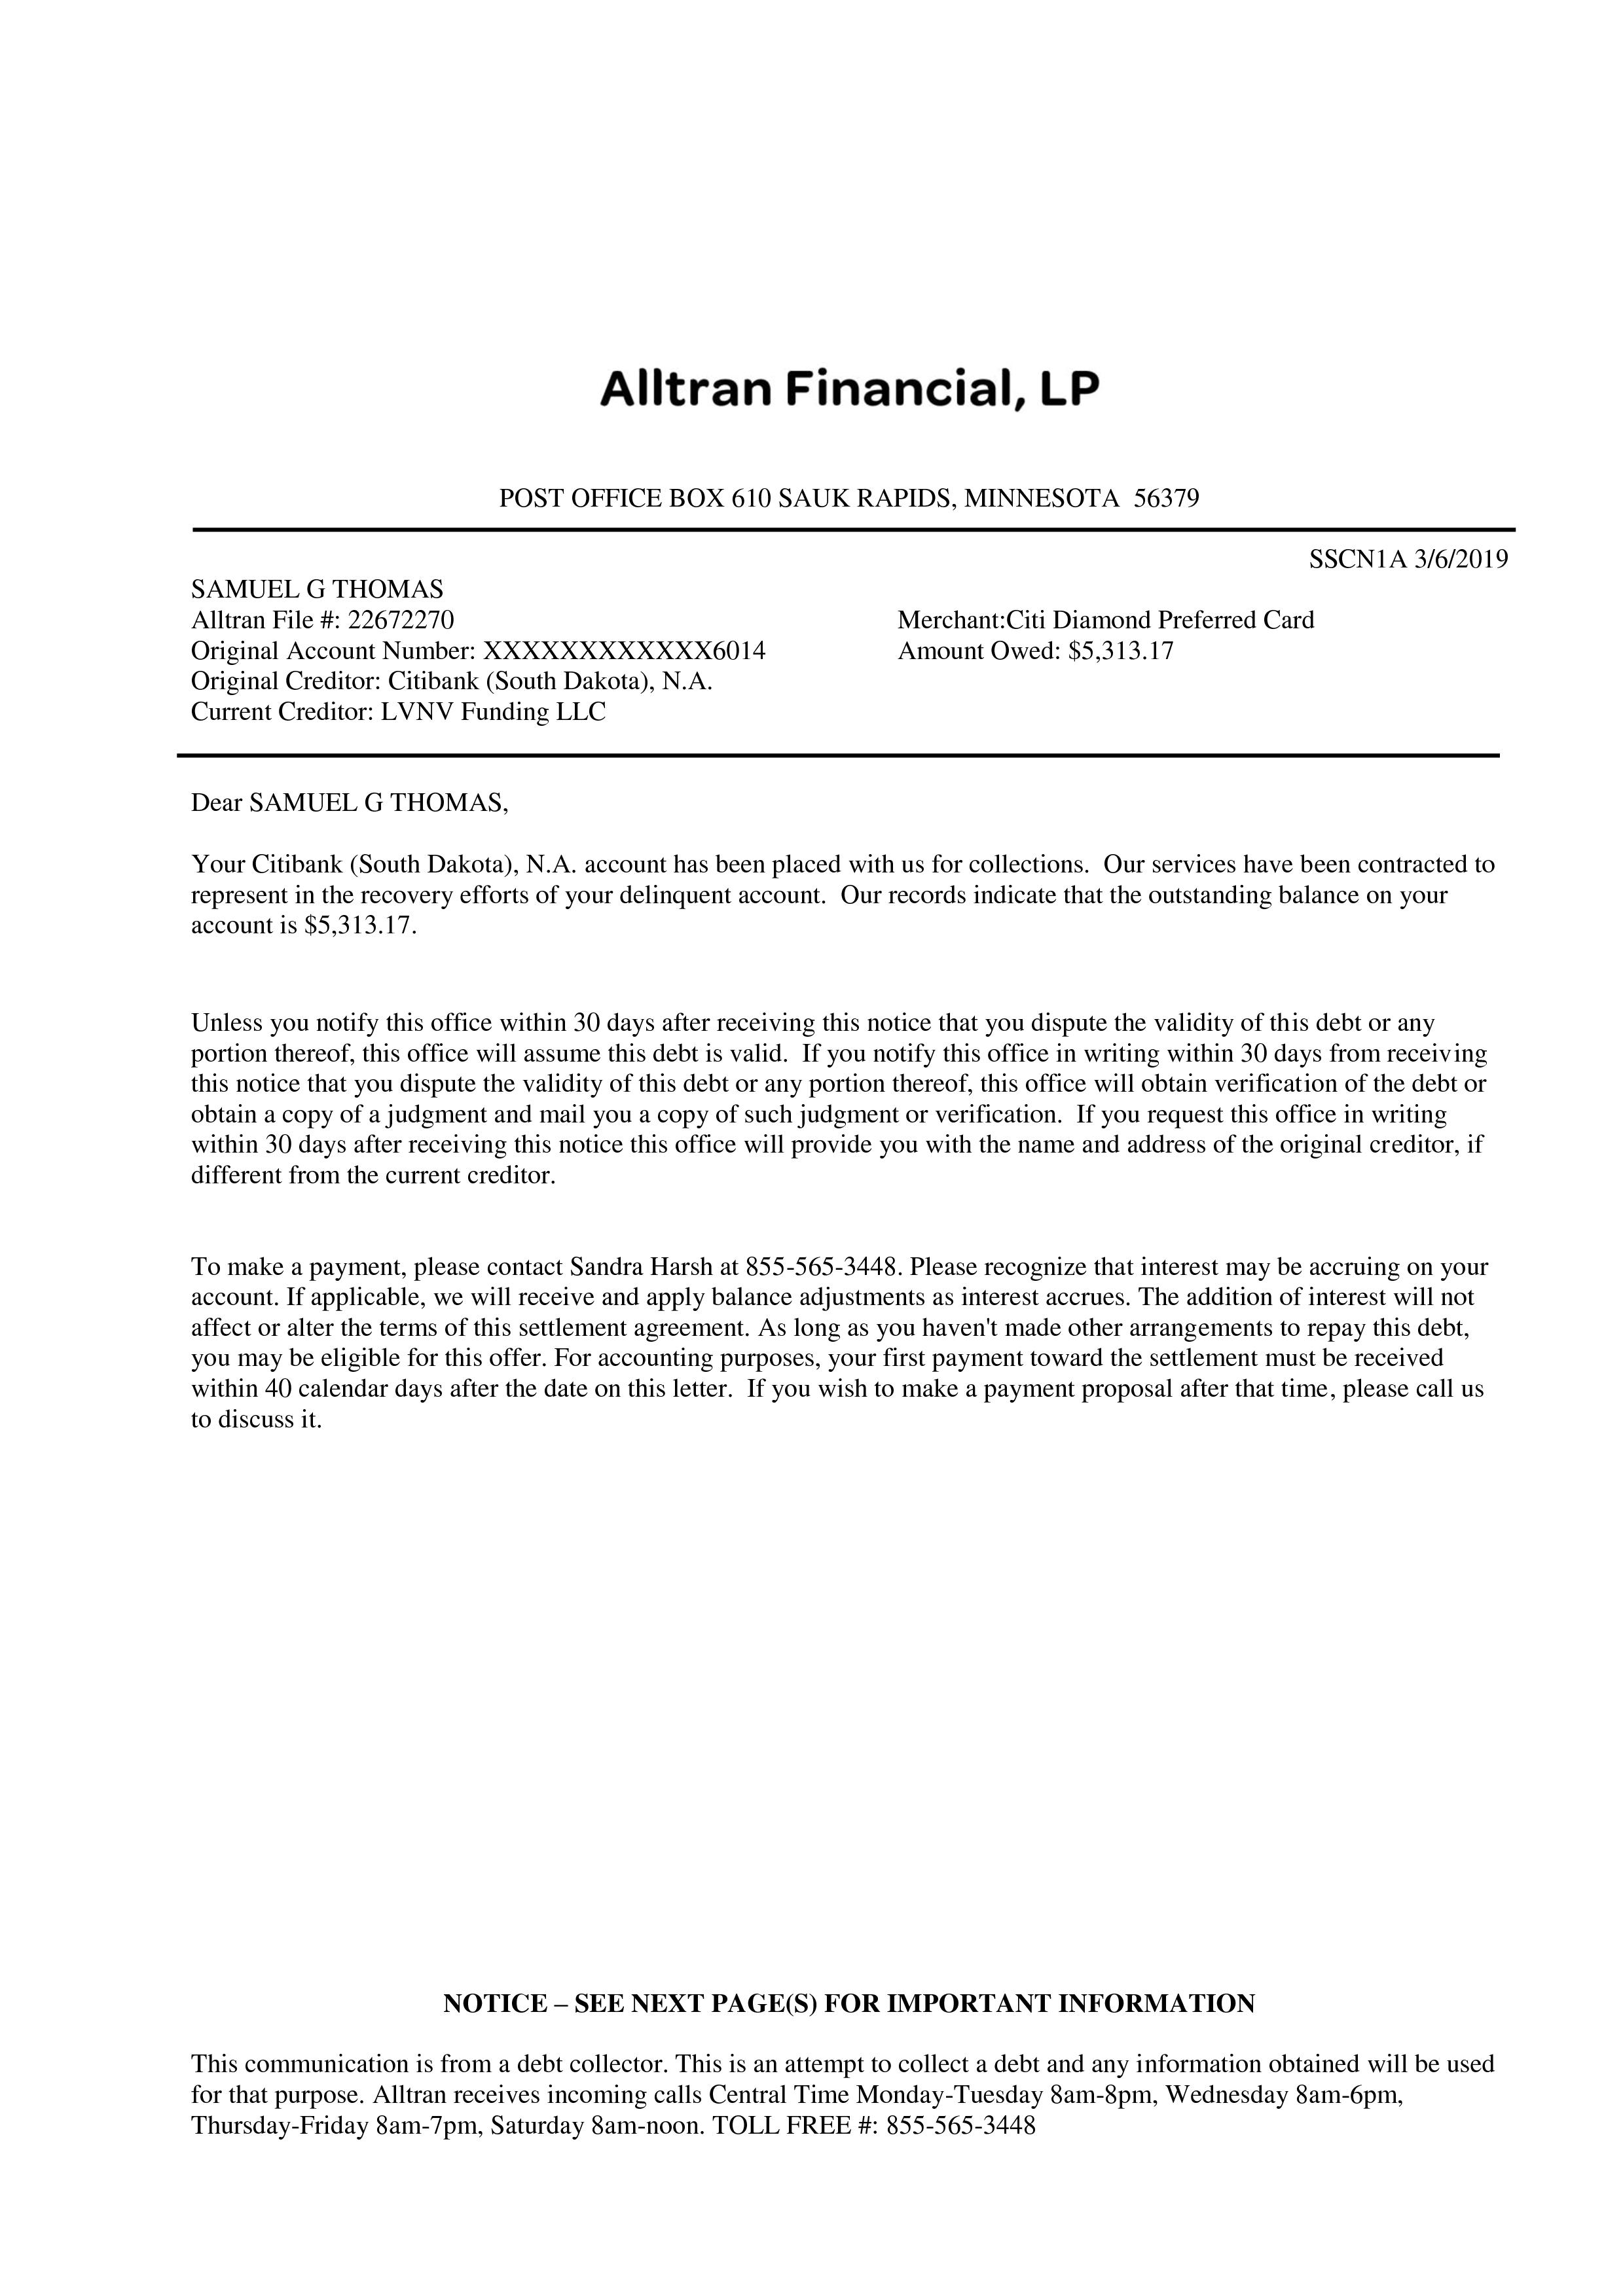 Alltran Financial, LP
POST OFFICE BOX 610 SAUK RAPIDS, MINNESOTA  56379
SSCN1A 3/6/2019
SAMUEL G THOMAS
Alltran File #: 22672270
Merchant:Citi Diamond Preferred Card
Original Account Number: XXXXXXXXXXXX6014
Amount Owed: $5,313.17
Original Creditor: Citibank (South Dakota), N.A.
Current Creditor: LVNV Funding LLC
Dear SAMUEL G THOMAS,
Your Citibank (South Dakota), N.A. account has been placed with us for collections.  Our services have been contracted to
represent in the recovery efforts of your delinquent account.  Our records indicate that the outstanding balance on your
account is $5,313.17.
Unless you notify this office within 30 days after receiving this notice that you dispute the validity of this debt or any
portion thereof, this office will assume this debt is valid.  If you notify this office in writing within 30 days from receiving
this notice that you dispute the validity of this debt or any portion thereof, this office will obtain verification of the debt or
obtain a copy of a judgment and mail you a copy of such judgment or verification.  If you request this office in writing
within 30 days after receiving this notice this office will provide you with the name and address of the original creditor, if
different from the current creditor.
To make a payment, please contact Sandra Harsh at 855-565-3448. Please recognize that interest may be accruing on your
account. If applicable, we will receive and apply balance adjustments as interest accrues. The addition of interest will not
affect or alter the terms of this settlement agreement. As long as you haven't made other arrangements to repay this debt,
you may be eligible for this offer. For accounting purposes, your first payment toward the settlement must be received
within 40 calendar days after the date on this letter.  If you wish to make a payment proposal after that time, please call us
to discuss it.
NOTICE – SEE NEXT PAGE(S) FOR IMPORTANT INFORMATION
This communication is from a debt collector. This is an attempt to collect a debt and any information obtained will be used
for that purpose. Alltran receives incoming calls Central Time Monday-Tuesday 8am-8pm, Wednesday 8am-6pm,
Thursday-Friday 8am-7pm, Saturday 8am-noon. TOLL FREE #: 855-565-3448